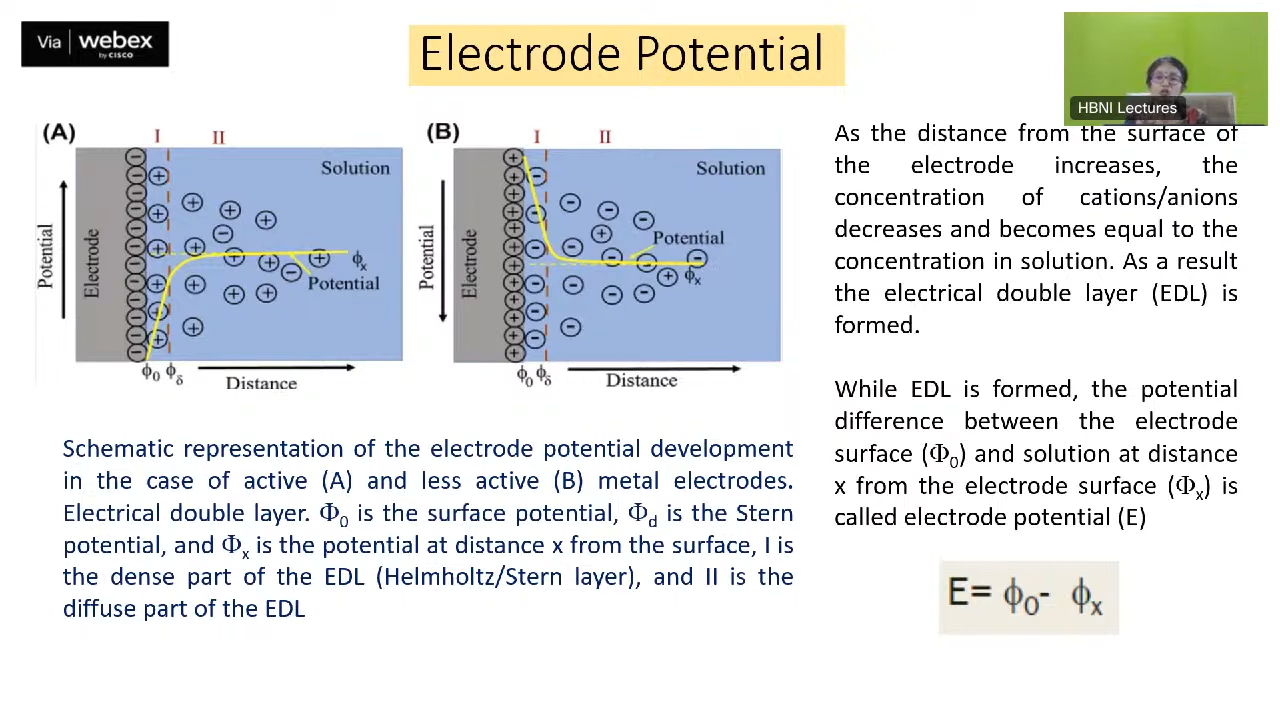 Via | webex
by CISCO
Electrode Potential
HBNI Lectures
(A)
I
II
Solution
Potential
Electrode
ϕx
Potential
ϕ0 ϕδ
Distance
(B)
I
II
Solution
Potential
Electrode
Potential
ϕx
ϕ0 ϕδ
Distance
Schematic representation of the electrode potential development
in the case of active (A) and less active (B) metal electrodes.
Electrical double layer. Φ0 is the surface potential, Φd is the Stern
potential, and Φx is the potential at distance x from the surface, I is
the dense part of the EDL (Helmholtz/Stern layer), and II is the
diffuse part of the EDL
As the distance from the surface of
the electrode increases, the
concentration of cations/anions
decreases and becomes equal to the
concentration in solution. As a result
the electrical double layer (EDL) is
formed.
While EDL is formed, the potential
difference between the electrode
surface (Φ0) and solution at distance
x from the electrode surface (Φx) is
called electrode potential (E)
E= ϕ0- ϕx